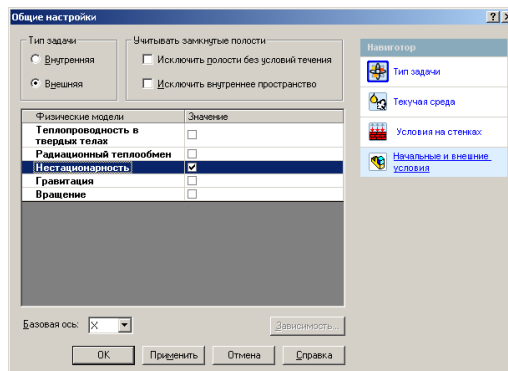 Общие настройки
Тип задачи
Внутренняя
Внешняя
Учитывать замкнутые полости
Исключить полости без условий течения
Исключить внутреннее пространство
Физические модели Значение
Теплопроводность в
твердых телах
Радиационный теплообмен
Нестационарность
Гравитация
Вращение
Базовая ось: X
Зависимость...
OK Применить Отмена Справка
Навигатор
Тип задачи
Текучая среда
Условия на стенках
Начальные и внешние
условия